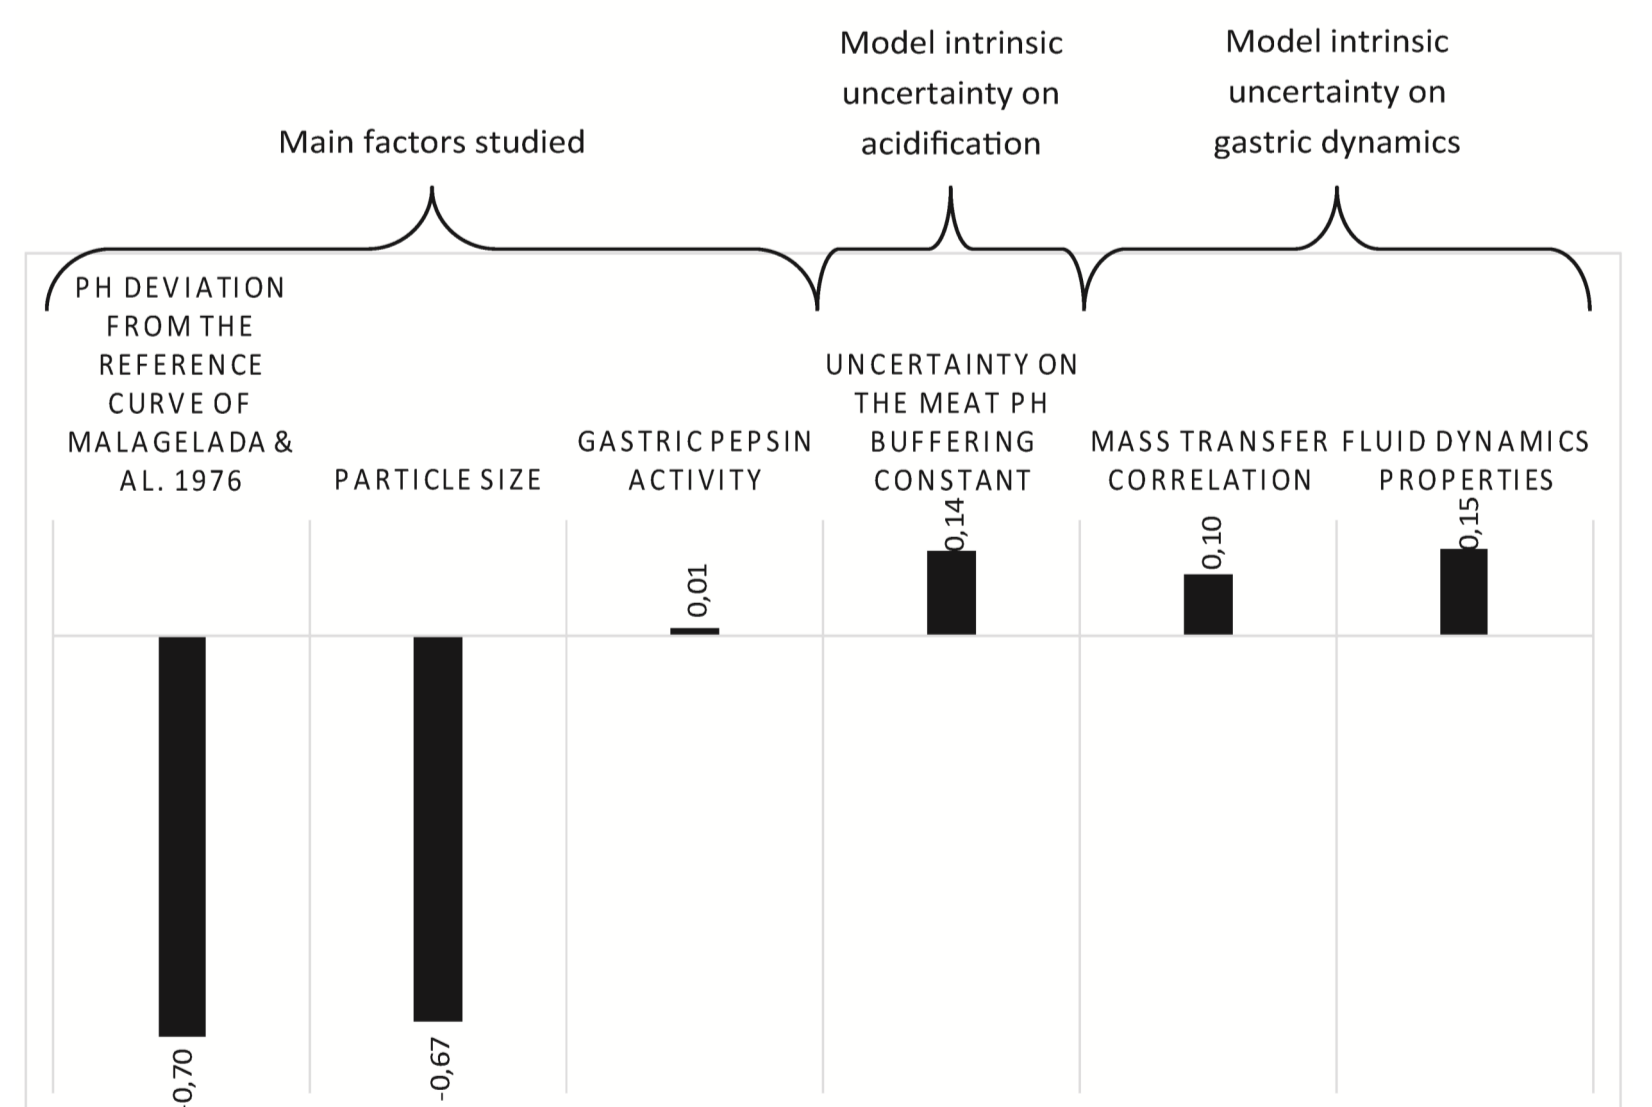 Main factors studied
Model intrinsic
uncertainty on
acidification
Model intrinsic
uncertainty on
gastric dynamics
PH DEVIATION
FROM THE
REFERENCE
CURVE OF
MALAGELADA &
AL. 1976
PARTICLE SIZE
GASTRIC PEPSIN
ACTIVITY
UNCERTAINTY ON
THE MEAT PH
BUFFERING
CONSTANT
MASS TRANSFER
CORRELATION
FLUID DYNAMICS
PROPERTIES
-0,70
-0,67
0,01
0,14
0,10
0,15